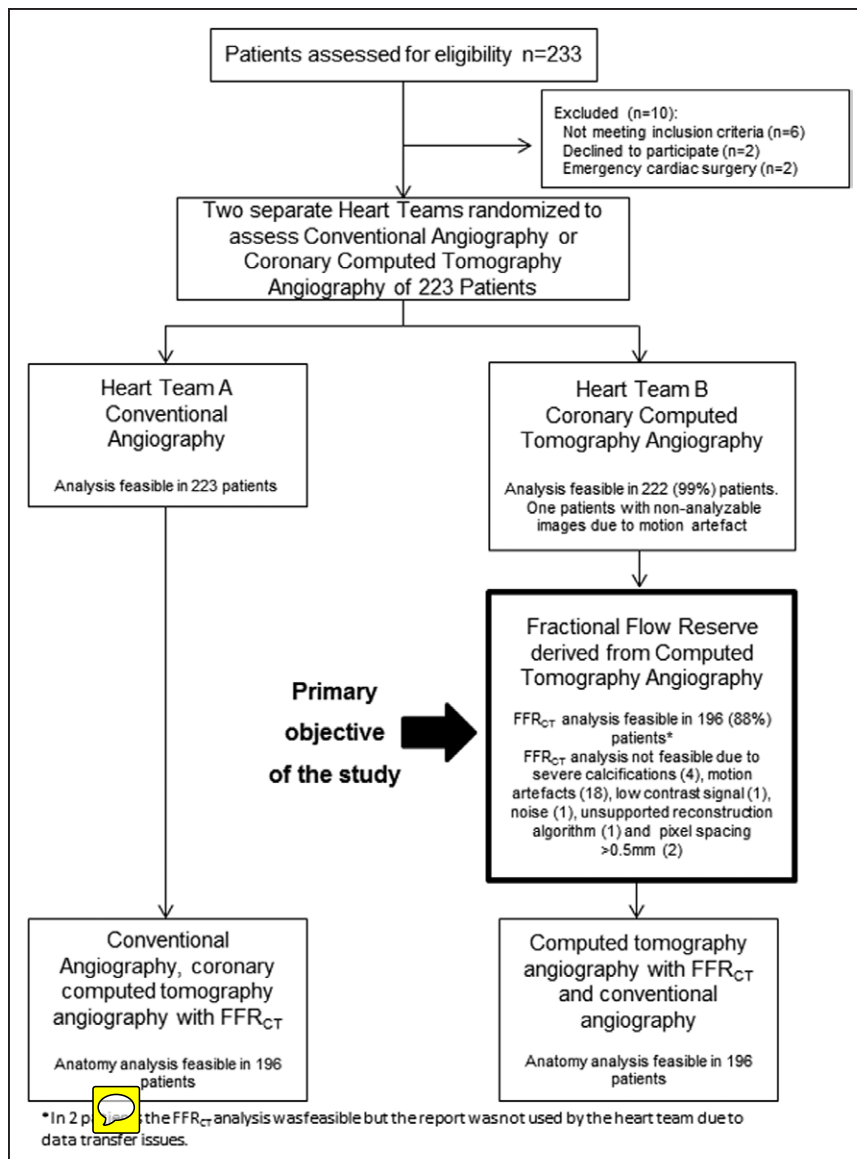 Patients assessed for eligibility n=233
Excluded (n=10):
Not meeting inclusion criteria (n=6)
Declined to participate (n=2)
Emergency cardiac surgery (n=2)
Two separate Heart Teams randomized to
assess Conventional Angiography or
Coronary Computed Tomography
Angiography of 223 Patients
Heart Team A
Conventional
Angiography
Analysis feasible in 223 patients
Heart Team B
Coronary Computed
Tomography Angiography
Analysis feasible in 222 (99%) patients.
One patients with non-analyzable
images due to motion artefact
Primary
objective
of the study
Fractional Flow Reserve
derived from Computed
Tomography Angiography
FFRCT analysis feasible in 196 (88%)
patients*
FFRCT analysis not feasible due to
severe calcifications (4), motion
artefacts (18), low contrast signal (1),
noise (1), unsupported reconstruction
algorithm (1) and pixel spacing
>0.5mm (2)
Conventional
Angiography, coronary
computed tomography
angiography with FFRCT
Anatomy analysis feasible in 196
patients
Computed tomography
angiography with FFRCT
and conventional
angiography
Anatomy analysis feasible in 196
patients
*In 2 the FFRCT analysis was feasible but the report was not used by the heart team due to
data transfer issues.